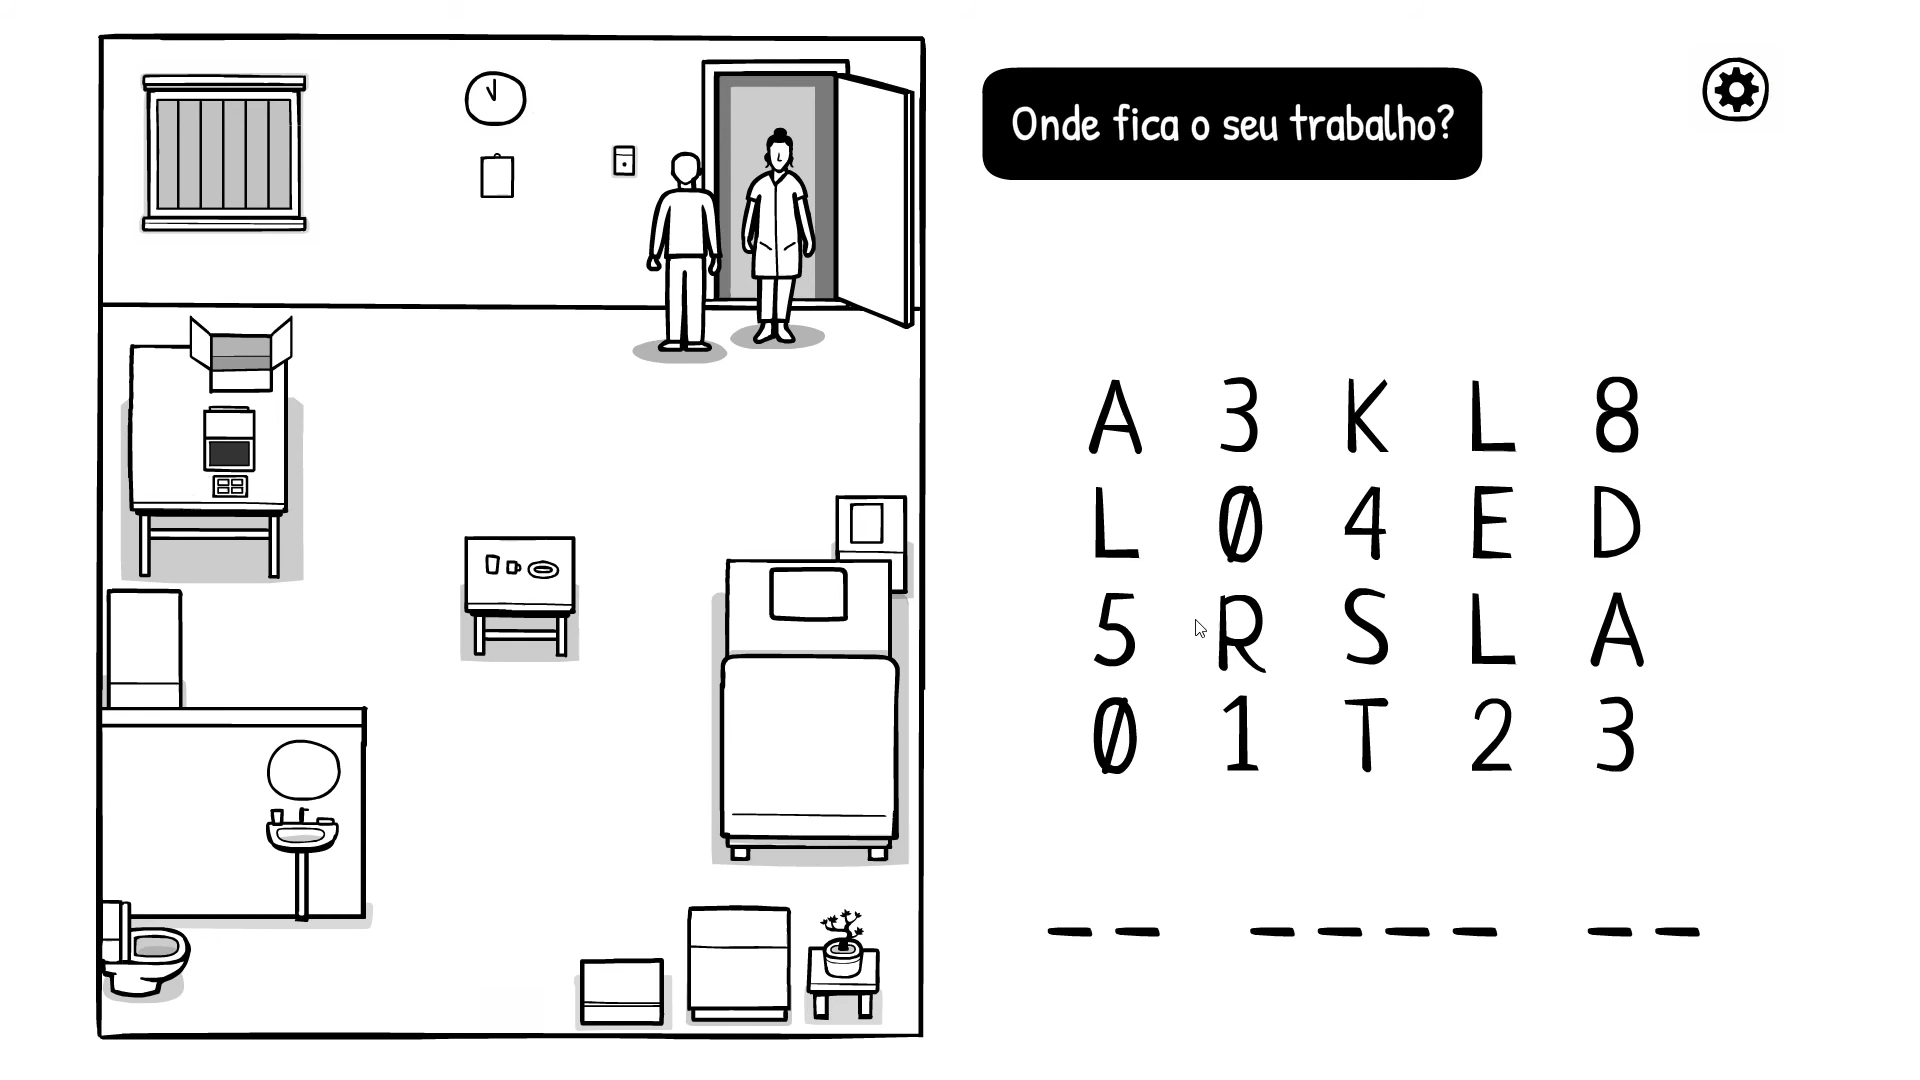 Onde fica o seu trabalho?
A 3 K L 8
L 0 4 E D
5 R S L A
0 1 T 2 3